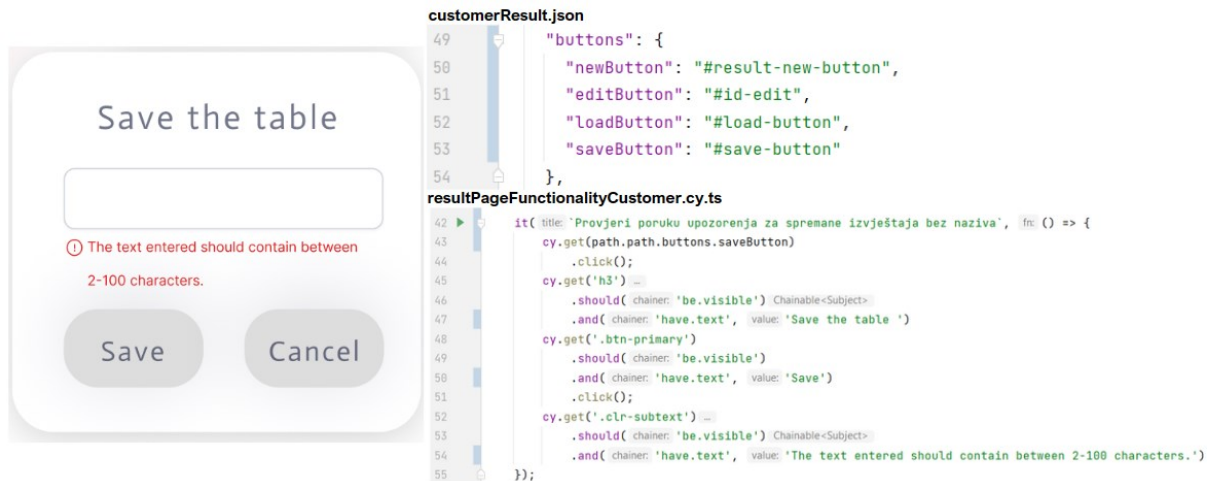 Save the table
The text entered should contain between
2-100 characters.
Save
Cancel
customerResult.json
49 "buttons": {
50 "newButton": "#result-new-button",
51 "editButton": "#id-edit",
52 "loadButton": "#load-button",
53 "saveButton": "#save-button"
54 },
resultPageFunctionalityCustomer.cy.ts
42 it( title: `Provjeri poruku upozorenja za spremane izvještaja bez naziva`, fn: () => {
43 cy.get(path.path.buttons.saveButton)
44 .click();
45 cy.get('h3') …
46 .should( chainer: 'be.visible') Chainable<Subject>
47 .and( chainer: 'have.text', value: 'Save the table ')
48 cy.get('.btn-primary')
49 .should( chainer: 'be.visible')
50 .and( chainer: 'have.text', value: 'Save')
51 .click();
52 cy.get('.clr-subtext') …
53 .should( chainer: 'be.visible') Chainable<Subject>
54 .and( chainer: 'have.text', value: 'The text entered should contain between 2-100 characters.')
55 });